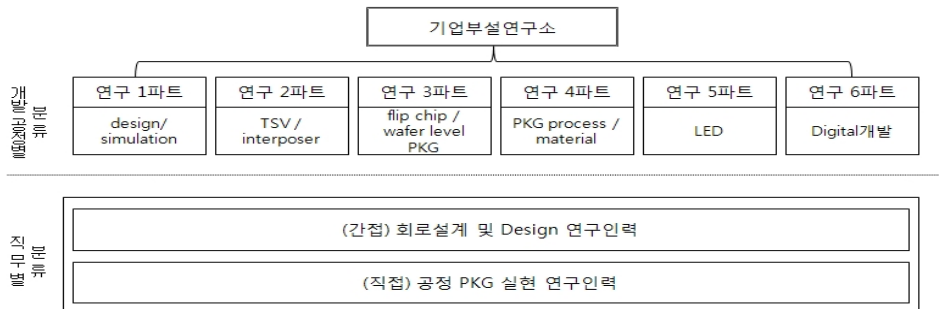 기업부설연구소
개발공정별
분류
연구 1파트
연구 2파트
연구 3파트
연구 4파트
연구 5파트
연구 6파트
design/
simulation
TSV /
interposer
flip chip /
wafer level
PKG
PKG process /
material
LED
Digital개발
직무별
분류
(간접) 회로설계 및 Design 연구인력
(직접) 공정 PKG 실현 연구인력